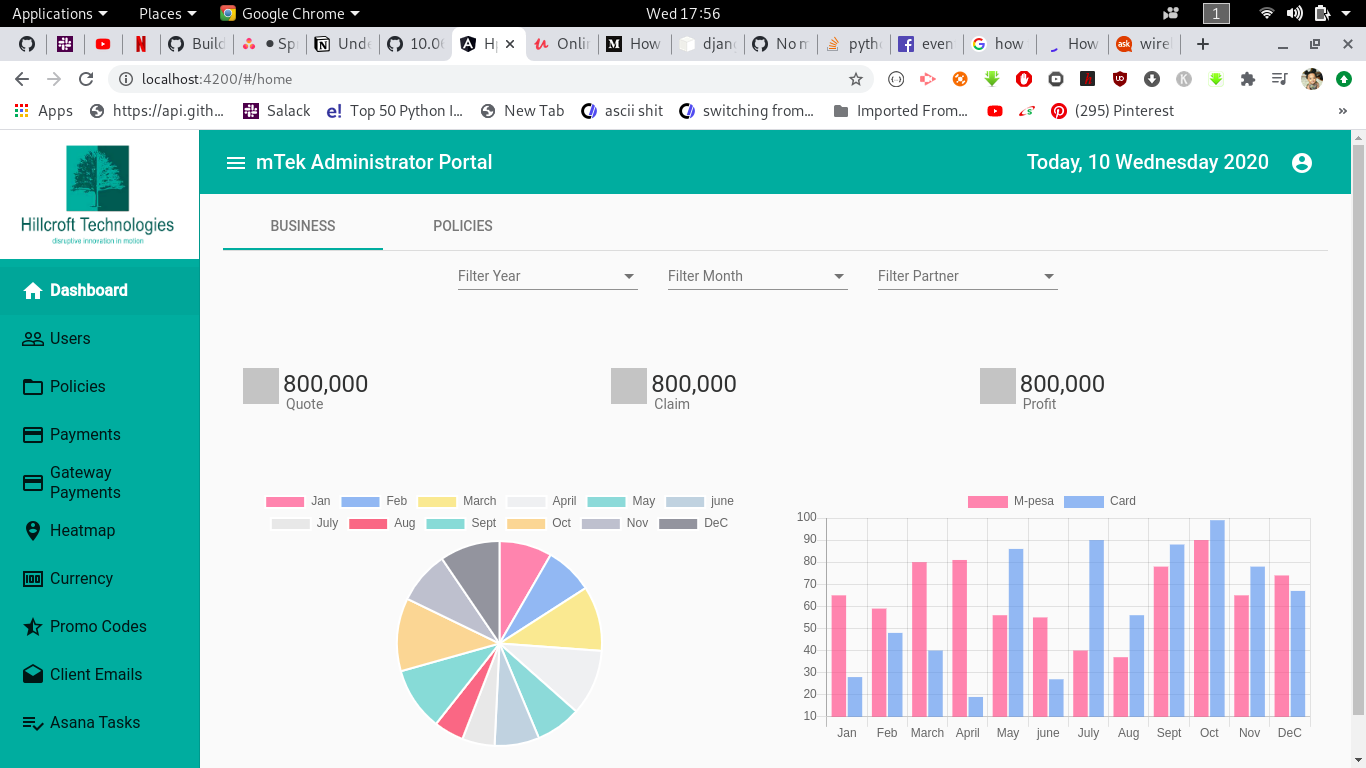 Applications Places Google Chrome Wed 17:56 1
Build Sp Unde 10.0 H Onlin How djang No m pyth even how How wirel
localhost:4200/#/home
Apps https://api.gith... Salack e! Top 50 Python I... New Tab ascii shit switching from... Imported From... (295) Pinterest »
Hillcroft Technologies
disruptive innovation in motion
mTek Administrator Portal Today, 10 Wednesday 2020
BUSINESS POLICIES
Filter Year Filter Month Filter Partner
Dashboard
Users
Policies
Payments
Gateway
Payments
Heatmap
Currency
Promo Codes
Client Emails
Asana Tasks
800,000 800,000 800,000
Quote Claim Profit
Jan Feb March April May june
July Aug Sept Oct Nov DeC
M-pesa Card
100
90
80
70
60
50
40
30
20
10
Jan Feb March April May june July Aug Sept Oct Nov DeC